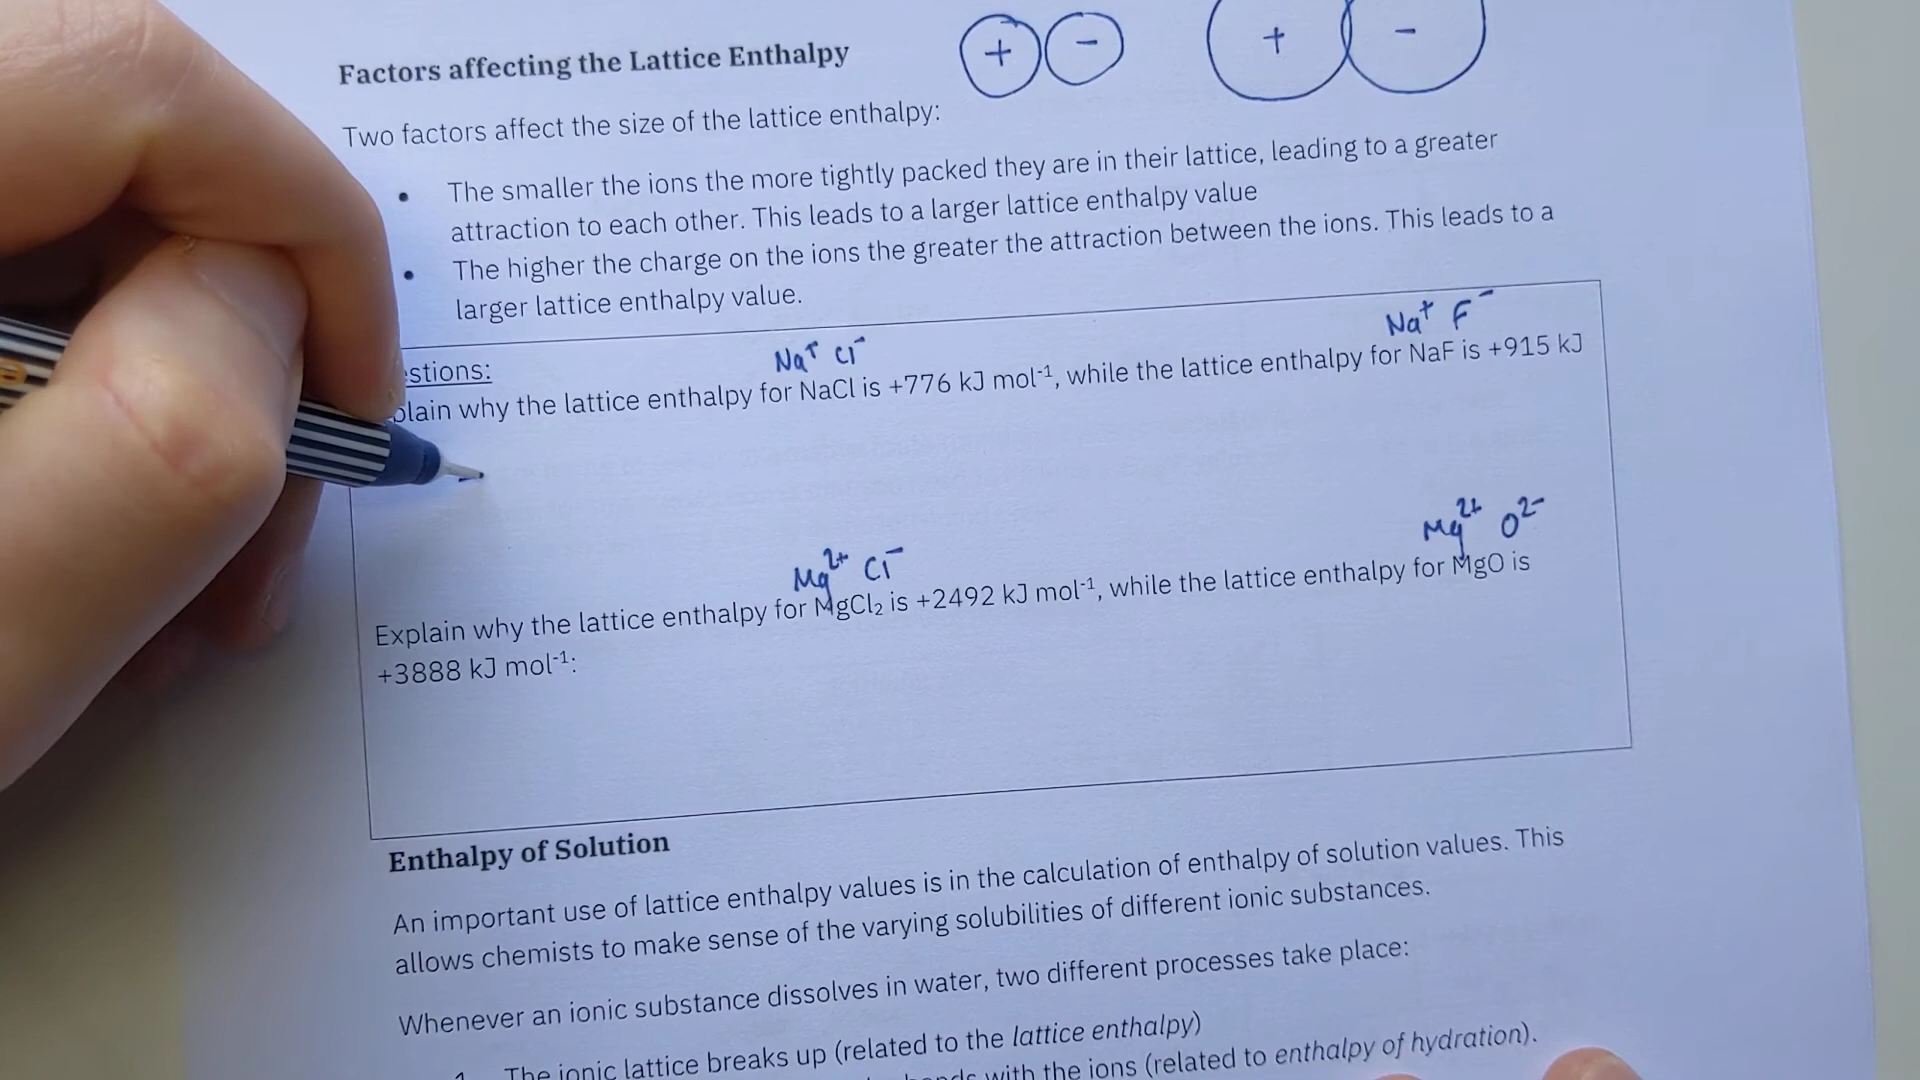 + - + -
Factors affecting the Lattice Enthalpy
Two factors affect the size of the lattice enthalpy:
• The smaller the ions the more tightly packed they are in their lattice, leading to a greater
attraction to each other. This leads to a larger lattice enthalpy value
• The higher the charge on the ions the greater the attraction between the ions. This leads to a
larger lattice enthalpy value.
Na⁺ F⁻
Na⁺ Cl⁻
stions:
plain why the lattice enthalpy for NaCl is +776 kJ mol⁻¹, while the lattice enthalpy for NaF is +915 kJ
Mg²⁺ O²⁻
Mg²⁺ Cl⁻
Explain why the lattice enthalpy for MgCl₂ is +2492 kJ mol⁻¹, while the lattice enthalpy for MgO is
+3888 kJ mol⁻¹:
Enthalpy of Solution
An important use of lattice enthalpy values is in the calculation of enthalpy of solution values. This
allows chemists to make sense of the varying solubilities of different ionic substances.
Whenever an ionic substance dissolves in water, two different processes take place:
The ionic lattice breaks up (related to the lattice enthalpy)
with the ions (related to enthalpy of hydration).